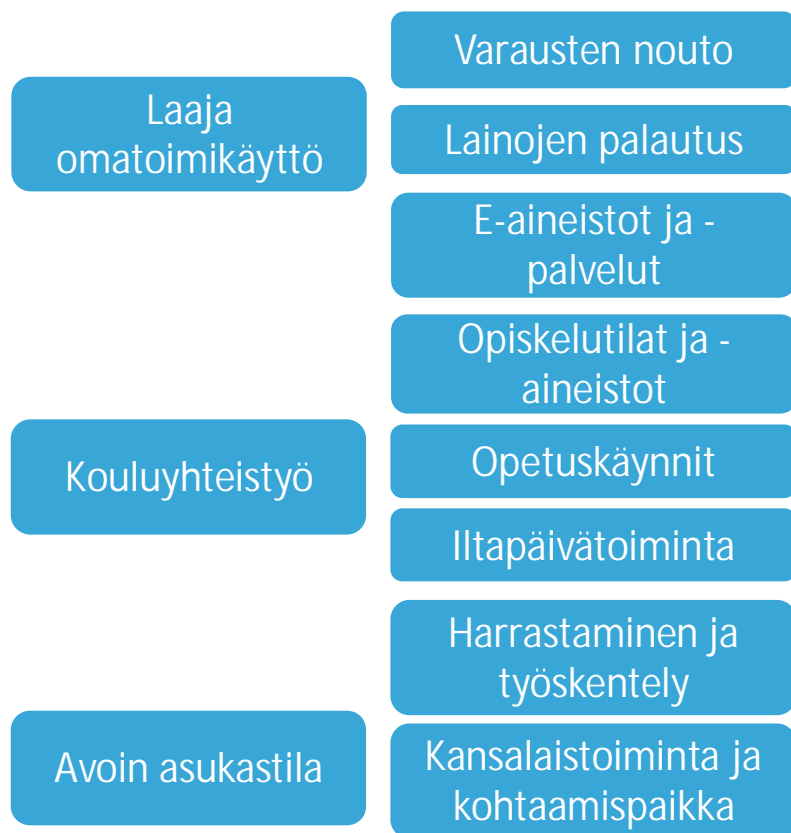 Laaja
omatoimikäyttö
Varausten nouto
Lainojen palautus
E-aineistot ja -
palvelut
Kouluyhteistyö
Opiskelutilat ja -
aineistot
Opetuskäynnit
Iltapäivätoiminta
Avoin asukastila
Harrastaminen ja
työskentely
Kansalaistoiminta ja
kohtaamispaikka